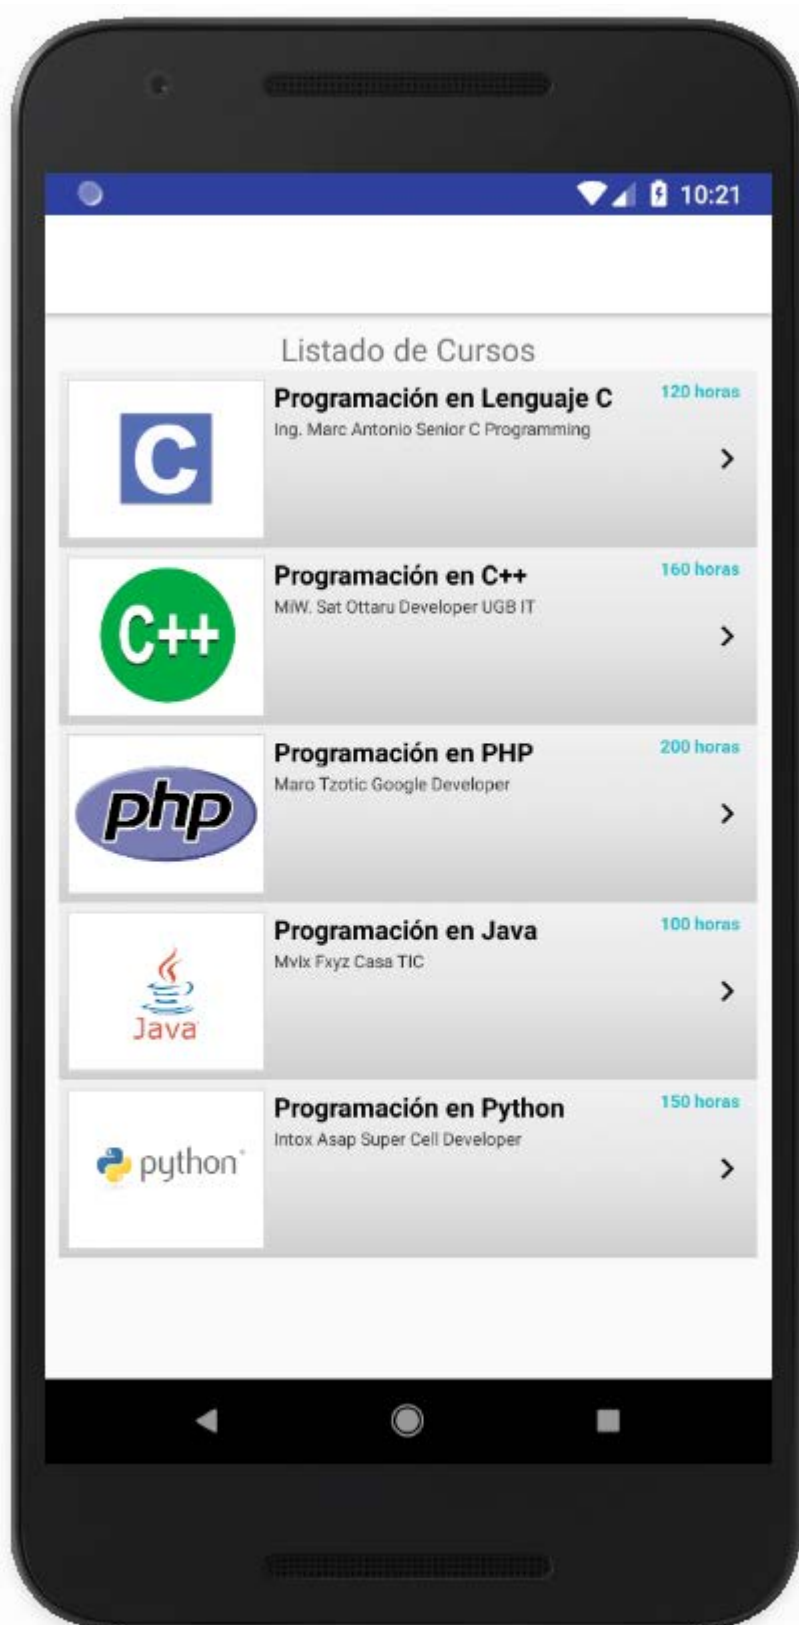 10:21
Listado de Cursos
C
Programación en Lenguaje C
120 horas
Ing. Marc Antonio Senior C Programming
C++
Programación en C++
160 horas
MiW. Sat Ottaru Developer UGB IT
php
Programación en PHP
200 horas
Maro Tzotic Google Developer
Java
Programación en Java
100 horas
Mvix Fxyz Casa TIC
python
Programación en Python
150 horas
Intox Asap Super Cell Developer